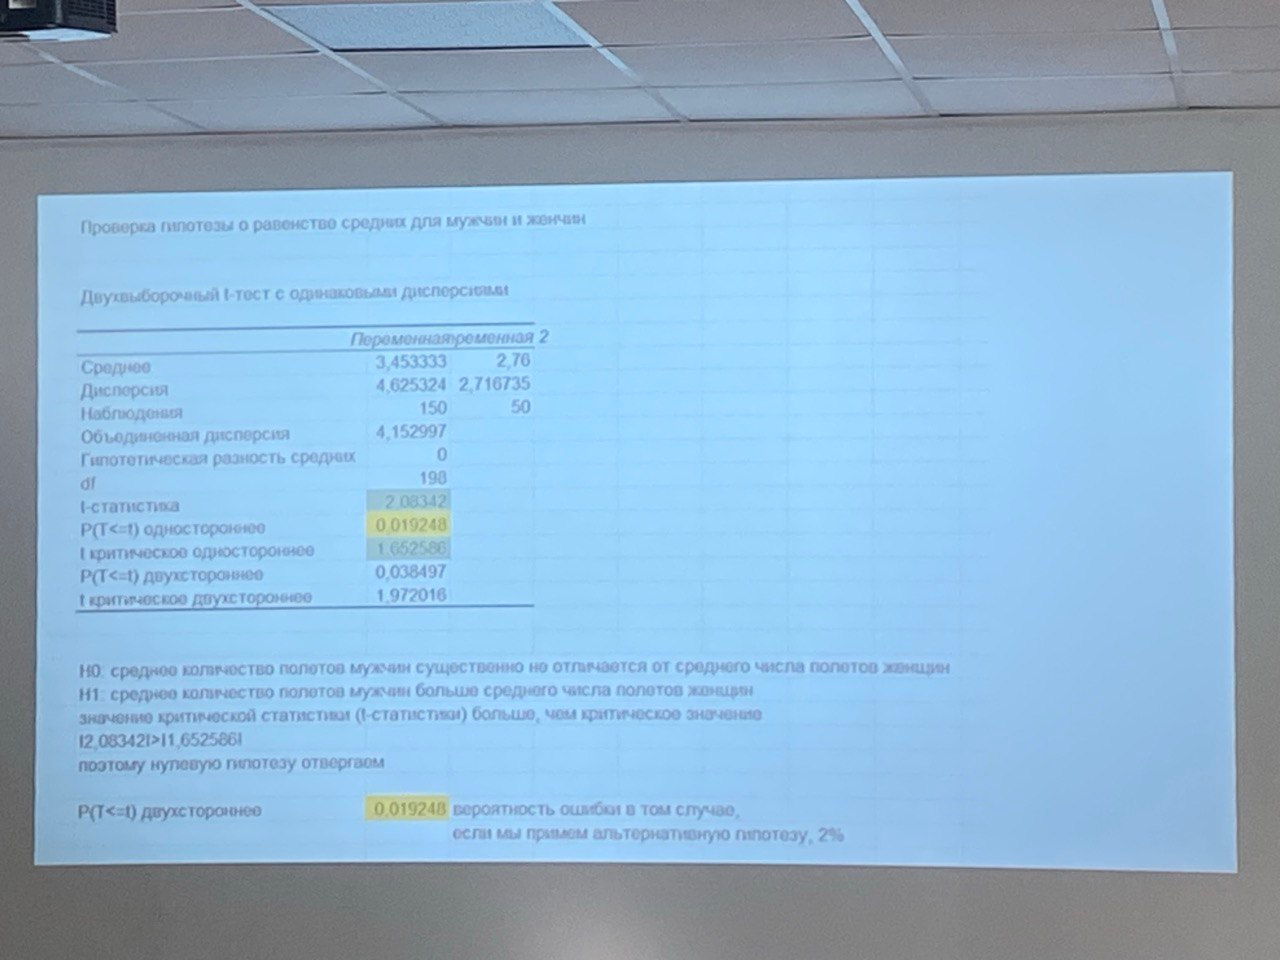 Проверка гипотезы о равенстве средних для мужчин и женчин
Двухвыборочный t-тест с одинаковыми дисперсиями
Переменная ременная 2
Среднее 3,453333 2,76
Дисперсия 4,625324 2,716735
Наблюдения 150 50
Объединенная дисперсия 4,152997
Гипотетическая разность средних 0
df 198
t-статистика 2,08342
P(T<=t) одностороннее 0,019248
t критическое одностороннее 1,652586
P(T<=t) двухстороннее 0,038497
t критическое двухстороннее 1,972016
H0: среднее количество полетов мужчин существенно не отличается от среднего числа полетов женщин
H1: среднее количество полетов мужчин больше среднего числа полетов женщин
значение критической статистики (t-статистики) больше, чем критическое значение
I2,08342I>I1,652586I
поэтому нулевую гипотезу отвергаем
P(T<=t) двухстороннее 0,019248 вероятность ошибки в том случае,
если мы примем альтернативную гипотезу, 2%